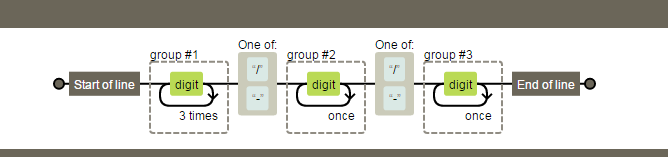 group #1 One of: group #2 One of: group #3
Start of line digit "/" digit "/" digit End of line
"-" "-"
3 times once once